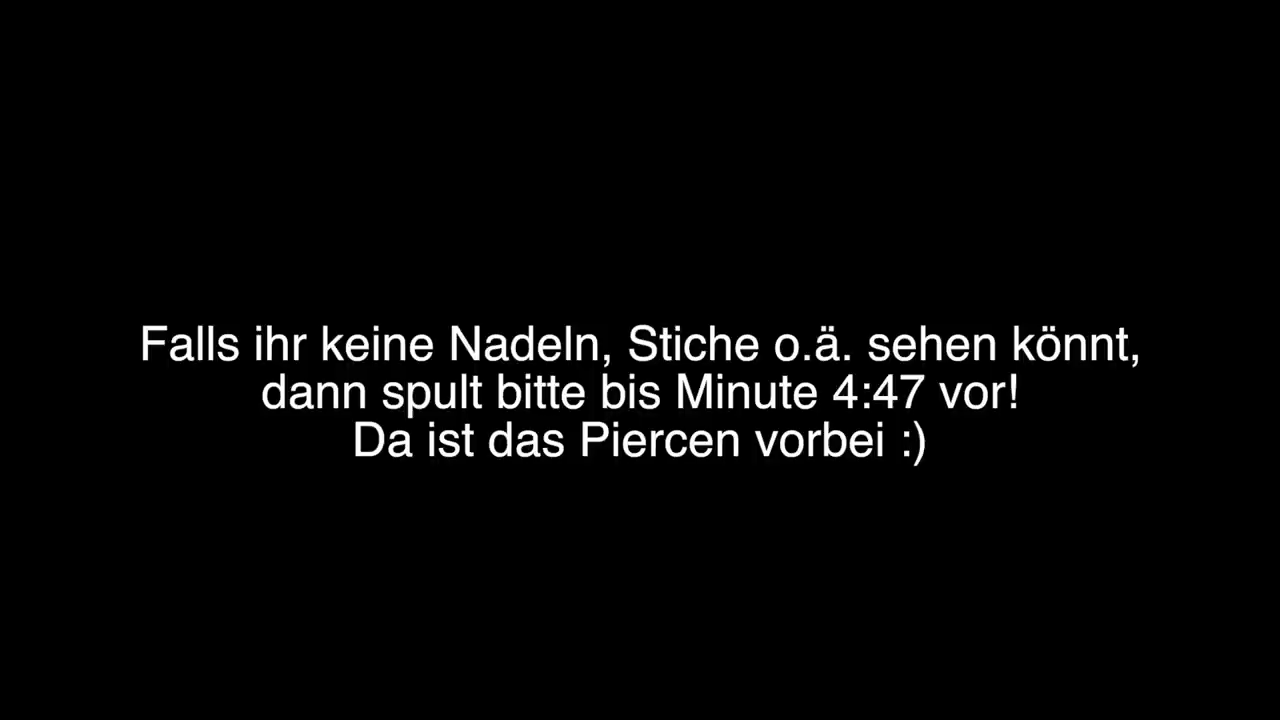 Falls ihr keine Nadeln, Stiche o.ä. sehen könnt,
dann spult bitte bis Minute 4:47 vor!
Da ist das Piercen vorbei :)